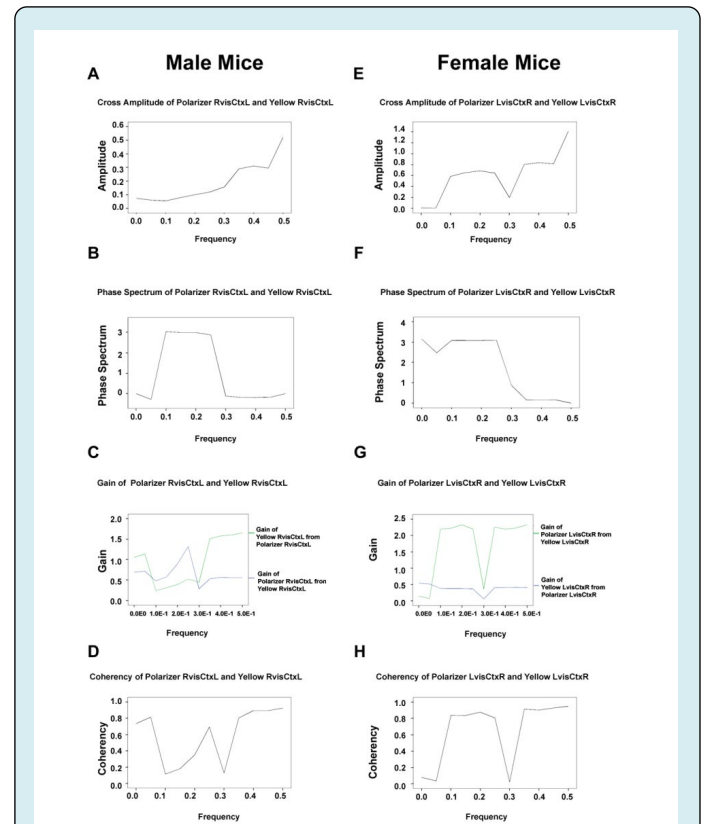 Male Mice
Female Mice
A
Cross Amplitude of Polarizer RvisCtxL and Yellow RvisCtxL
Amplitude
0.6
0.5
0.4
0.3
0.2
0.1
0.0
0.0 0.1 0.2 0.3 0.4 0.5
Frequency
B
Phase Spectrum of Polarizer RvisCtxL and Yellow RvisCtxL
Phase Spectrum
3
2
1
0
0.0 0.1 0.2 0.3 0.4 0.5
Frequency
C
Gain of Polarizer RvisCtxL and Yellow RvisCtxL
Gain
2.0
1.5
1.0
0.5
0.0
0.0E0 1.0E-1 2.0E-1 3.0E-1 4.0E-1 5.0E-1
Frequency
Gain of
Yellow RvisCtxL from
Polarizer RvisCtxL
Gain of
Polarizer RvisCtxL fron
Yellow RvisCtxL
D
Coherency of Polarizer RvisCtxL and Yellow RvisCtxL
Coherency
1.0
0.8
0.6
0.4
0.2
0.0
0.0 0.1 0.2 0.3 0.4 0.5
Frequency
E
Cross Amplitude of Polarizer LvisCtxR and Yellow LvisCtxR
Amplitude
1.4
1.2
1.0
0.8
0.6
0.4
0.2
0.0
0.0 0.1 0.2 0.3 0.4 0.5
Frequency
F
Phase Spectrum of Polarizer LvisCtxR and Yellow LvisCtxR
Phase Spectrum
4
3
2
1
0
0.0 0.1 0.2 0.3 0.4 0.5
Frequency
G
Gain of Polarizer LvisCtxR and Yellow LvisCtxR
Gain
2.5
2.0
1.5
1.0
0.5
0.0
0.0E0 1.0E-1 2.0E-1 3.0E-1 4.0E-1 5.0E-1
Frequency
Gain of
Polarizer LvisCtxR from
Yellow LvisCtxR
Gain of
Yellow LvisCtxR from
Polarizer LvisCtxR
H
Coherency of Polarizer LvisCtxR and Yellow LvisCtxR
Coherency
1.0
0.8
0.6
0.4
0.2
0.0
0.0 0.1 0.2 0.3 0.4 0.5
Frequency